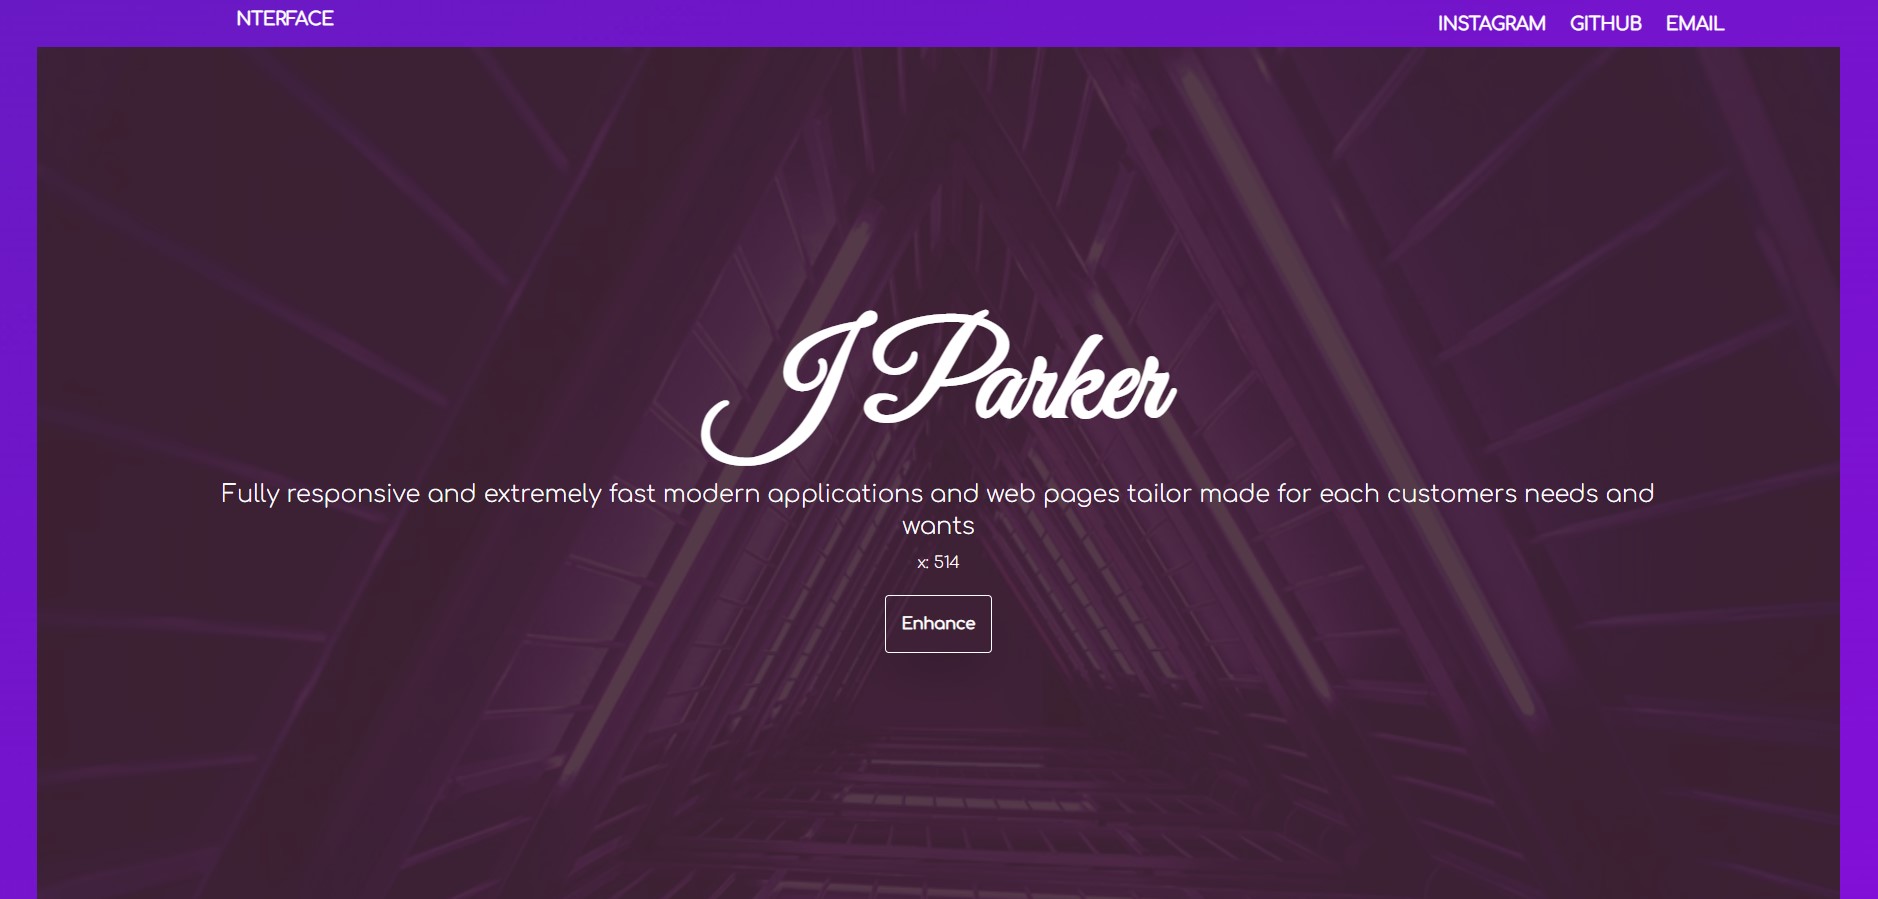 NTERFACE
INSTAGRAM GITHUB EMAIL
J Parker
Fully responsive and extremely fast modern applications and web pages tailor made for each customers needs and
wants
x: 514
Enhance